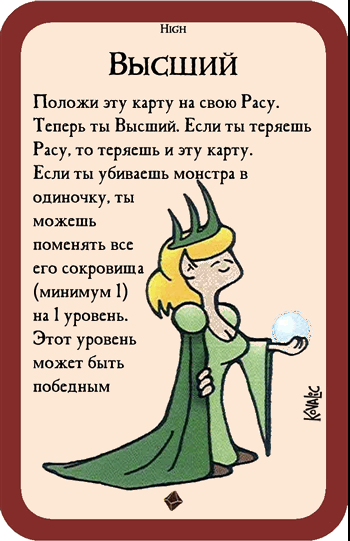 High
Высший
Положи эту карту на свою Расу.
Теперь ты Высший. Если ты теряешь
Расу, то теряешь и эту карту.
Если ты убиваешь монстра в
одиночку, ты
можешь
поменять все
его сокровища
(минимум 1)
на 1 уровень.
Этот уровень
может быть
победным
Kovalic